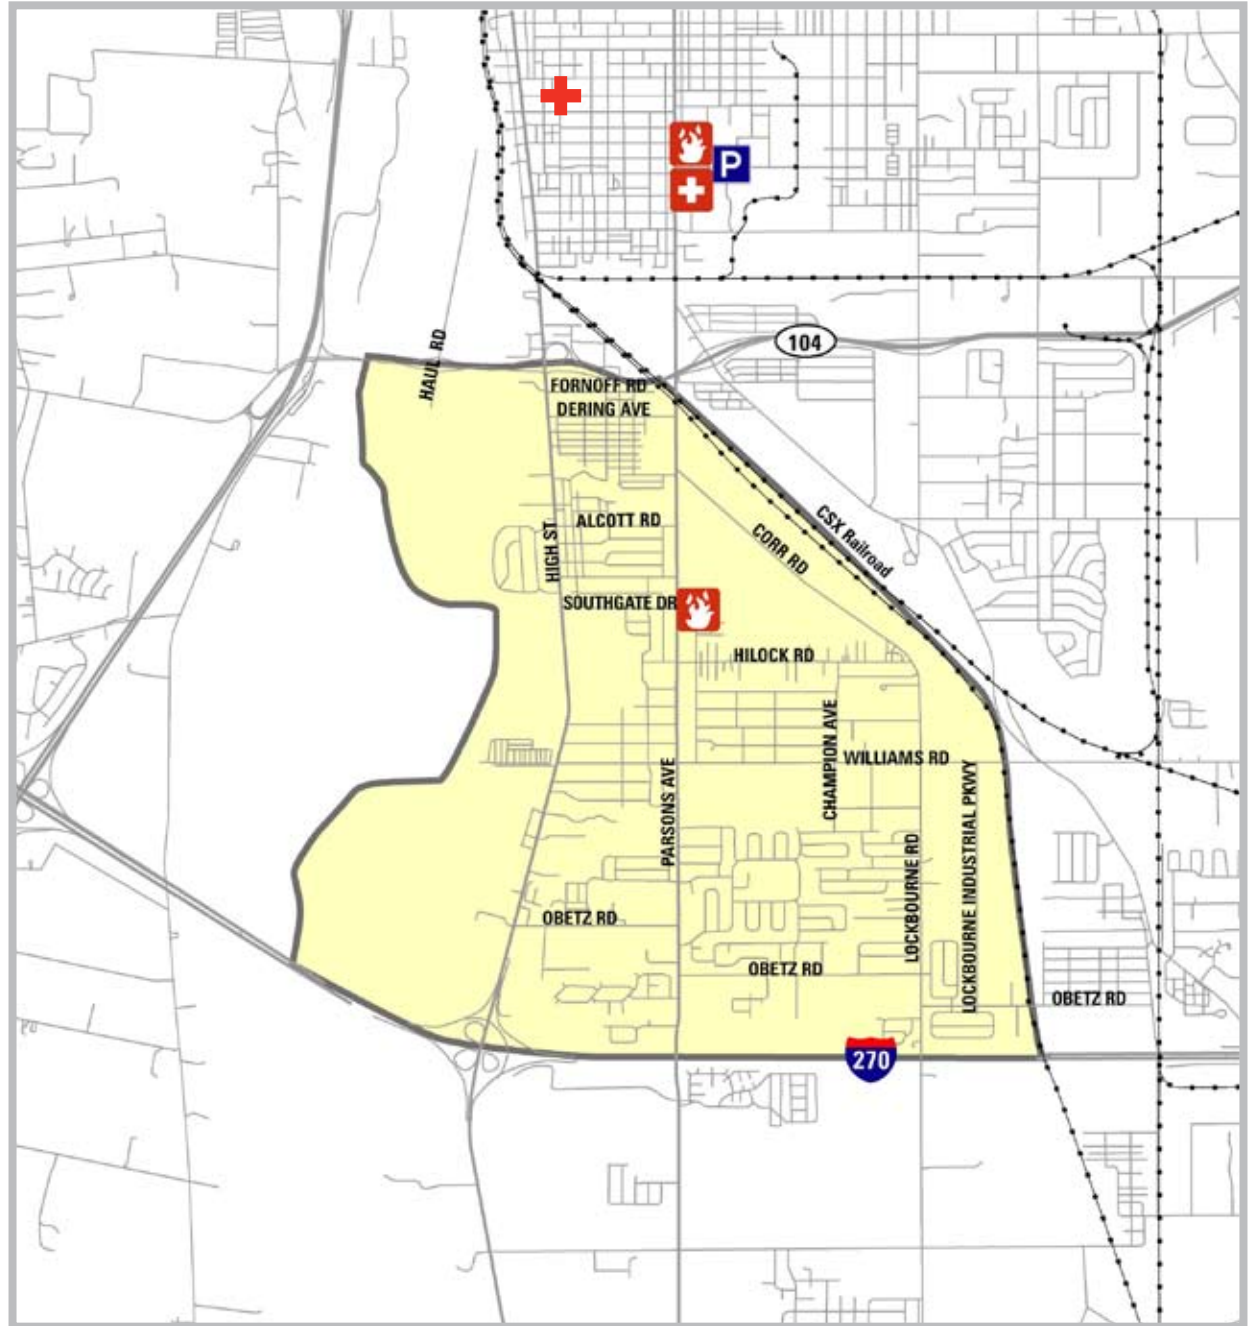 P
104
HAUL RD
FORNOFF RD
DERING AVE
HIGH ST
ALCOTT RD
CSX Railroad
CORR RD
SOUTHGATE DR
HILOCK RD
CHAMPION AVE
WILLIAMS RD
PARSONS AVE
LOCKBOURNE RD
LOCKBOURNE INDUSTRIAL PKWY
OBETZ RD
OBETZ RD
OBETZ RD
270